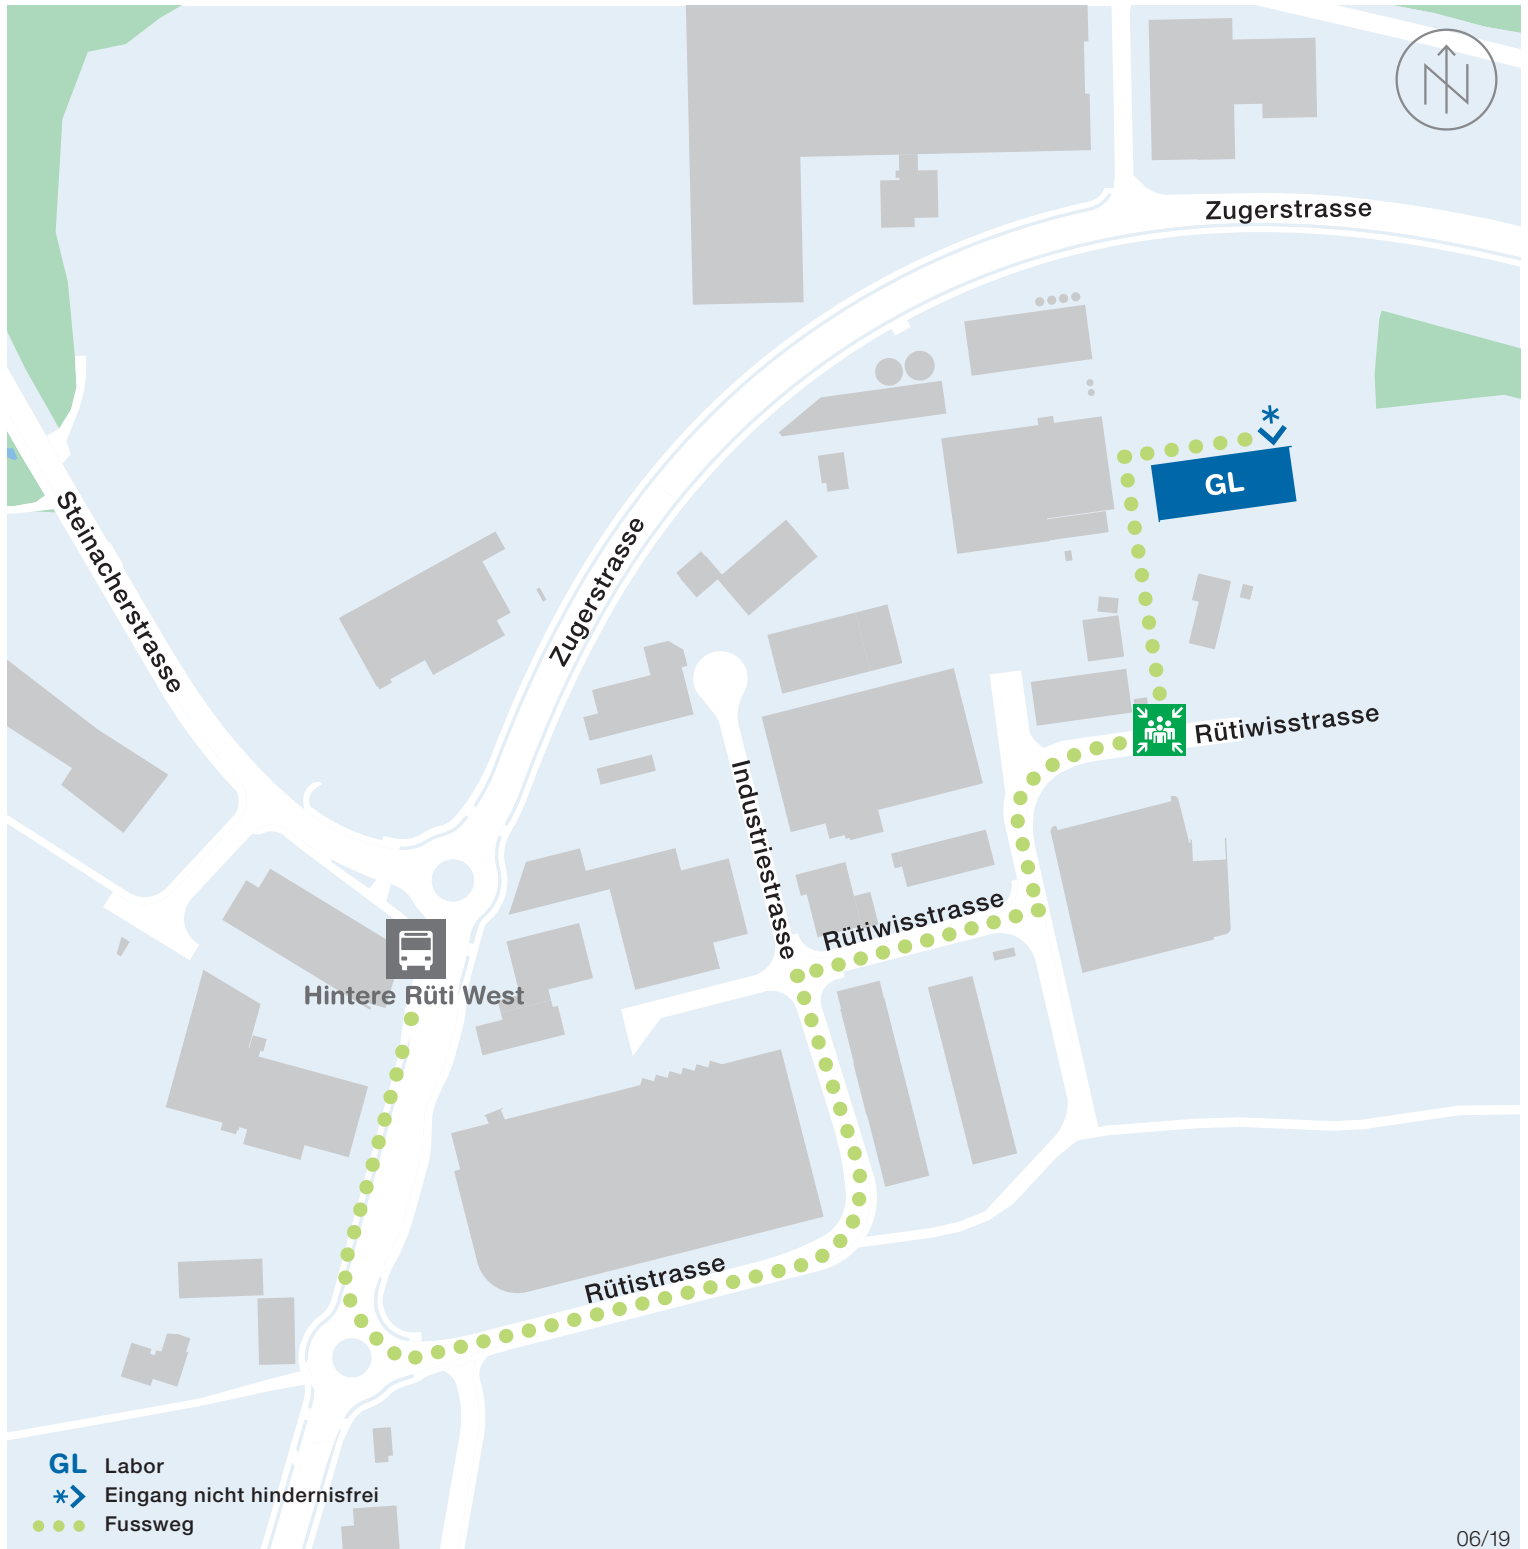 N
Zugerstrasse
GL
Steinacherstrasse
Zugerstrasse
Rütiwisstrasse
Industriestrasse
Rütiwisstrasse
Hintere Rüti West
Rütistrasse
GL Labor
*> Eingang nicht hindernisfrei
Fussweg
06/19